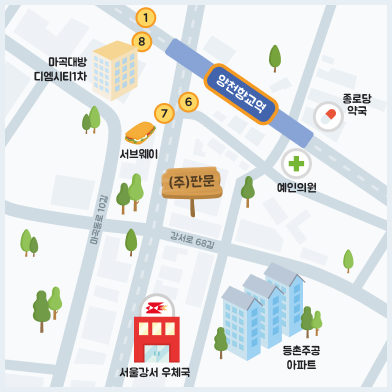 1
마곡대방
디엠시티1차
8
양천향교역
7
6
종로당
약국
서브웨이
(주)판문
예인의원
마곡동로 10길
강서로 68길
서울강서 우체국
등촌주공
아파트